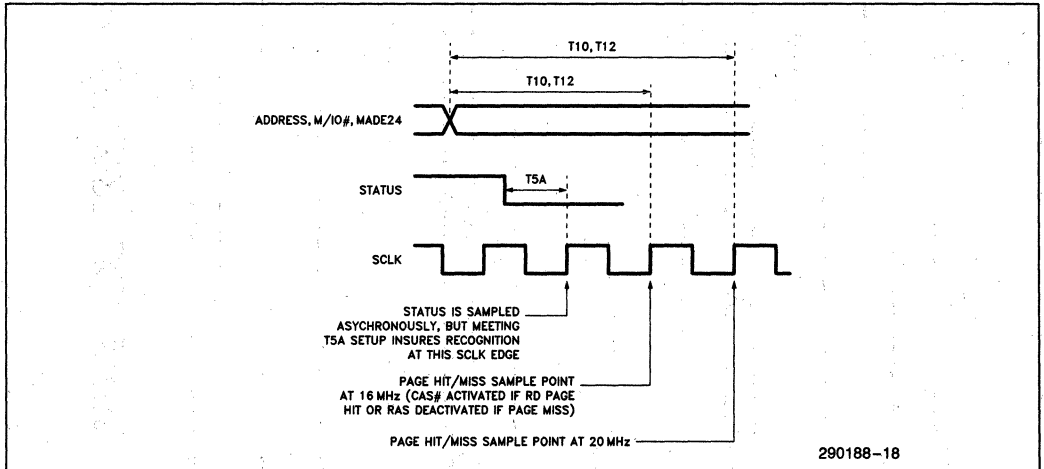 T10, T12
T10, T12
ADDRESS, M/IO#, MADE24
T5A
STATUS
SCLK
STATUS IS SAMPLED
ASYCHRONOUSLY, BUT MEETING
T5A SETUP INSURES RECOGNITION
AT THIS SCLK EDGE
PAGE HIT/MISS SAMPLE POINT
AT 16 MHz (CAS# ACTIVATED IF RD PAGE
HIT OR RAS DEACTIVATED IF PAGE MISS)
PAGE HIT/MISS SAMPLE POINT AT 20 MHz
290188–18